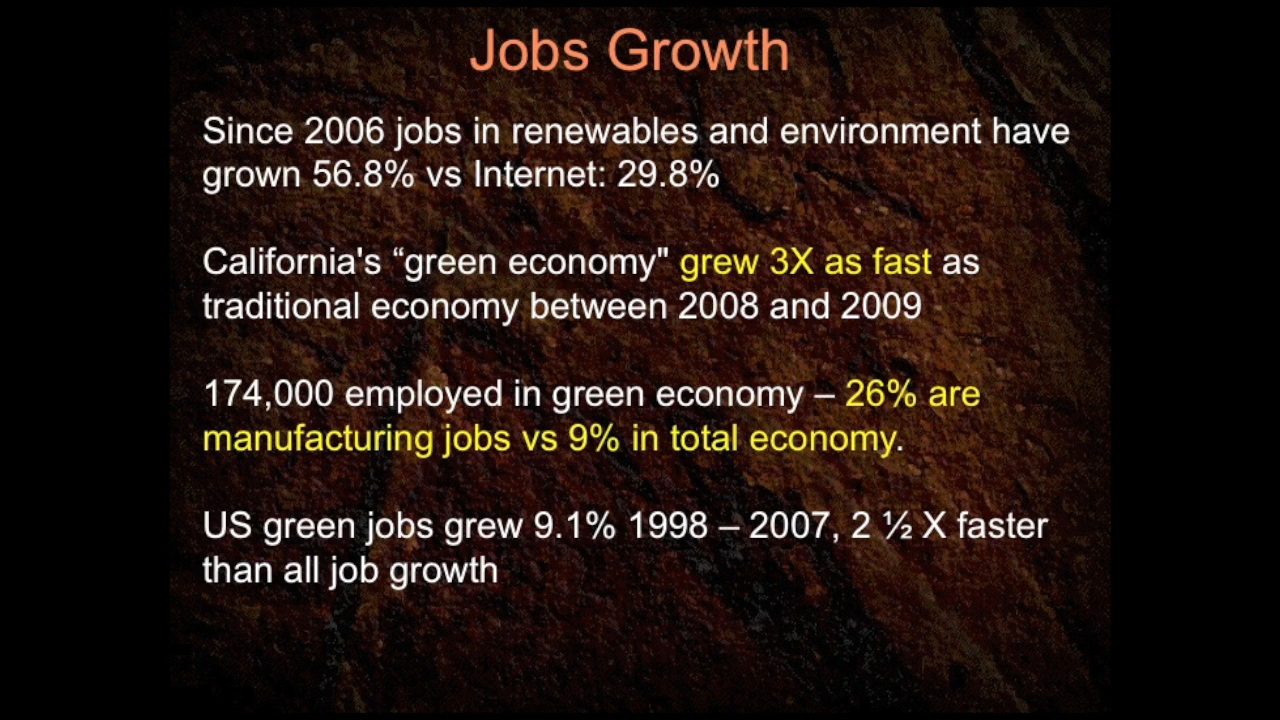 Jobs Growth
Since 2006 jobs in renewables and environment have
grown 56.8% vs Internet: 29.8%
California's “green economy" grew 3X as fast as
traditional economy between 2008 and 2009
174,000 employed in green economy – 26% are
manufacturing jobs vs 9% in total economy.
US green jobs grew 9.1% 1998 – 2007, 2 ½ X faster
than all job growth